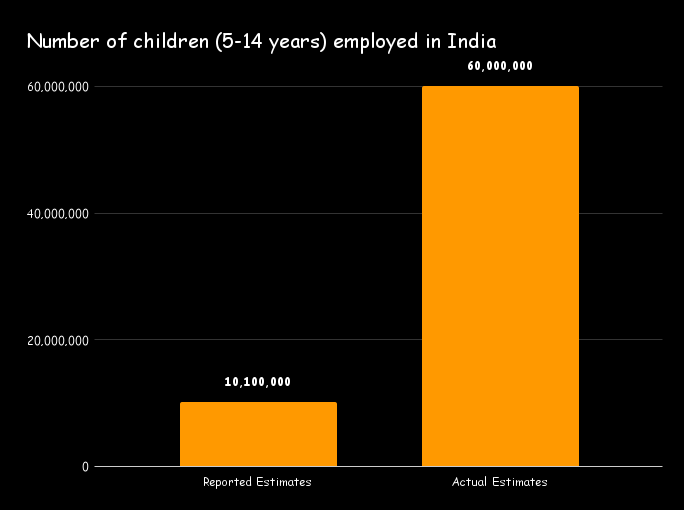 Number of children (5-14 years) employed in India
60,000,000
60,000,000
40,000,000
20,000,000
10,100,000
0
Reported Estimates
Actual Estimates